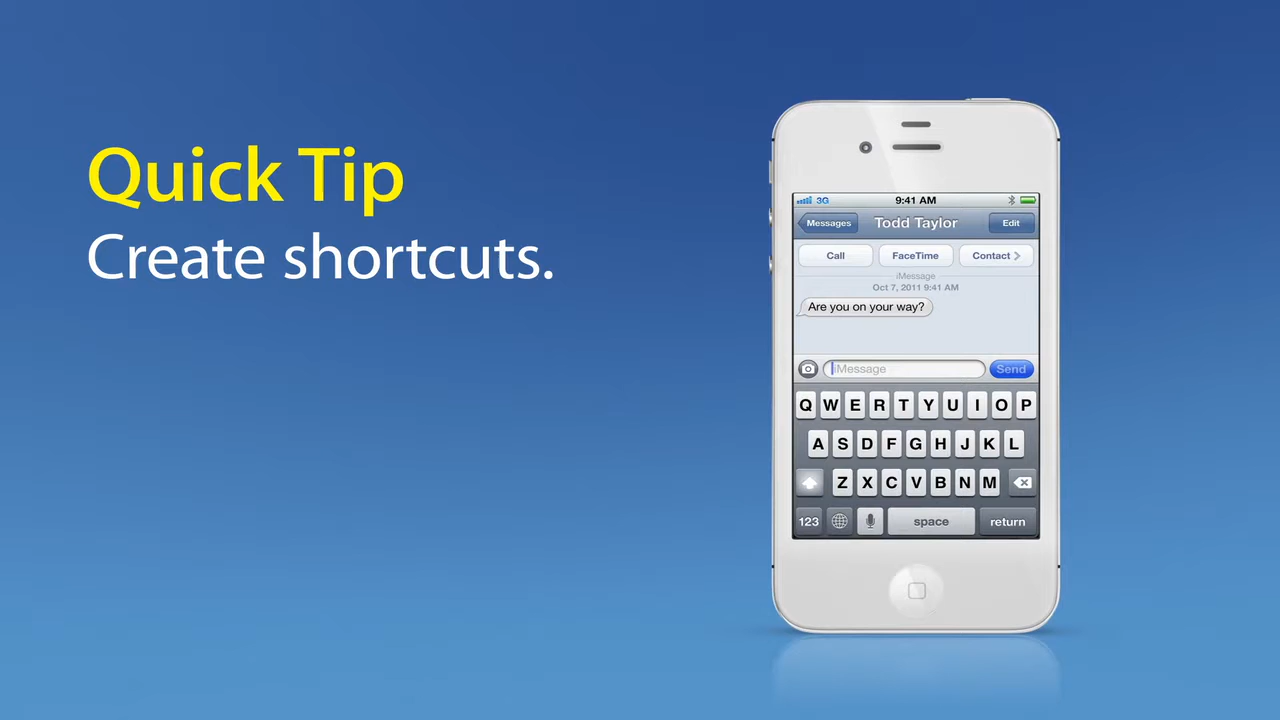 Quick Tip
Create shortcuts.
3G 9:41 AM
Messages Todd Taylor Edit
Call FaceTime Contact
iMessage
Oct 7, 2011 9:41 AM
Are you on your way?
iMessage Send
Q W E R T Y U I O P
A S D F G H J K L
Z X C V B N M
123 space return